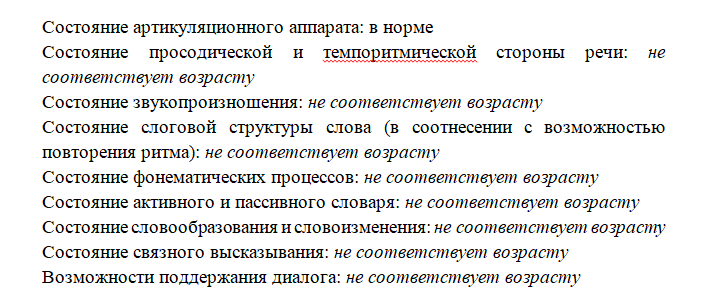 Состояние артикуляционного аппарата: в норме
Состояние просодической и темпоритмической стороны речи: не
соответствует возрасту
Состояние звукопроизношения: не соответствует возрасту
Состояние слоговой структуры слова (в соотнесении с возможностью
повторения ритма): не соответствует возрасту
Состояние фонематических процессов: не соответствует возрасту
Состояние активного и пассивного словаря: не соответствует возрасту
Состояние словообразования и словоизменения: не соответствует возрасту
Состояние связного высказывания: не соответствует возрасту
Возможности поддержания диалога: не соответствует возрасту